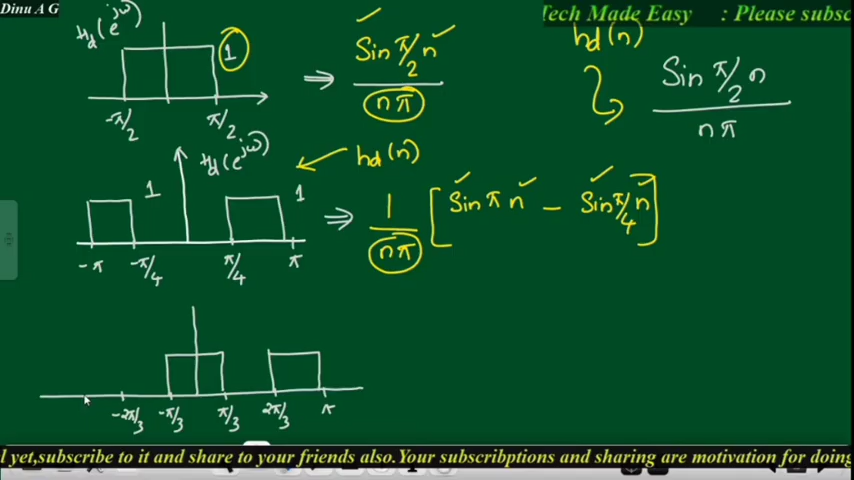 Dinu A G
Tech Made Easy : Please subsc
Hd(e^jω)
1
-π/2 π/2
⇒ Sin π/2 n / nπ
hd(n)
Sin π/2 n / nπ
Hd(e^jω)
hd(n)
1 1
-π -π/4 π/4 π
⇒ 1/nπ [Sin π n - Sin π/4 n]
-2π/3 -π/3 π/3 2π/3 π
l yet,subscribe to it and share to your friends also.Your subscribptions and sharing are motivation for doing